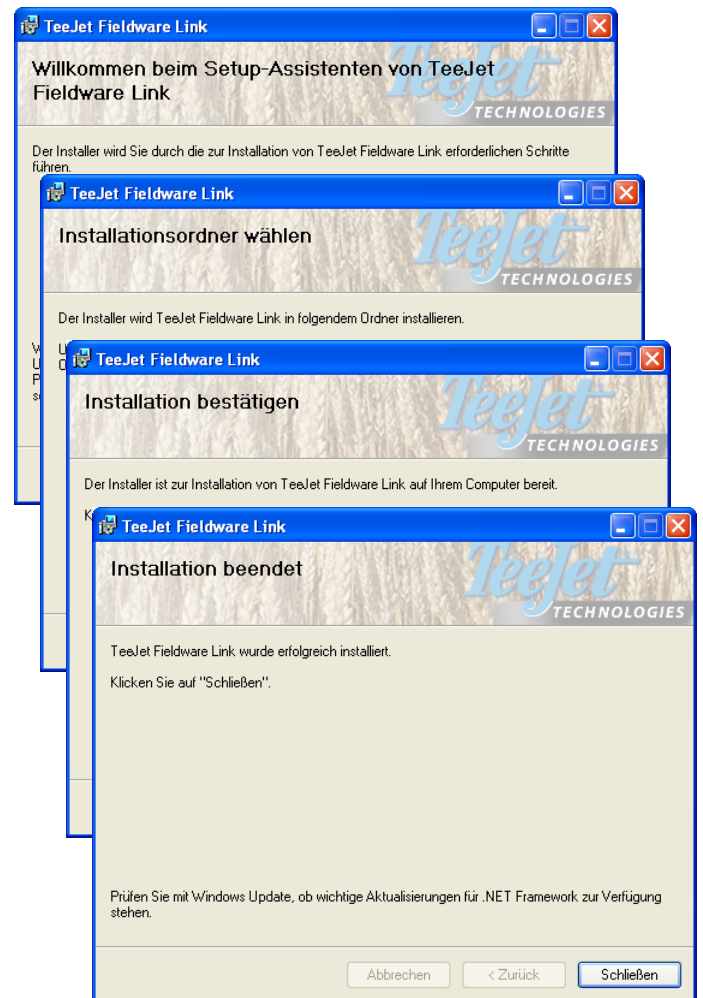 TeeJet Fieldware Link
Willkommen beim Setup-Assistenten von TeeJet
Fieldware Link
TeeJet
TECHNOLOGIES
Der Installer wird Sie durch die zur Installation von TeeJet Fieldware Link erforderlichen Schritte
führen.
TeeJet Fieldware Link
Installationsordner wählen
TeeJet
TECHNOLOGIES
Der Installer wird TeeJet Fieldware Link in folgendem Ordner installieren.
TeeJet Fieldware Link
Installation bestätigen
TeeJet
TECHNOLOGIES
Der Installer ist zur Installation von TeeJet Fieldware Link auf Ihrem Computer bereit.
TeeJet Fieldware Link
Installation beendet
TeeJet
TECHNOLOGIES
TeeJet Fieldware Link wurde erfolgreich installiert.
Klicken Sie auf "Schließen".
Prüfen Sie mit Windows Update, ob wichtige Aktualisierungen für .NET Framework zur Verfügung
stehen.
Abbrechen
< Zurück
Schließen